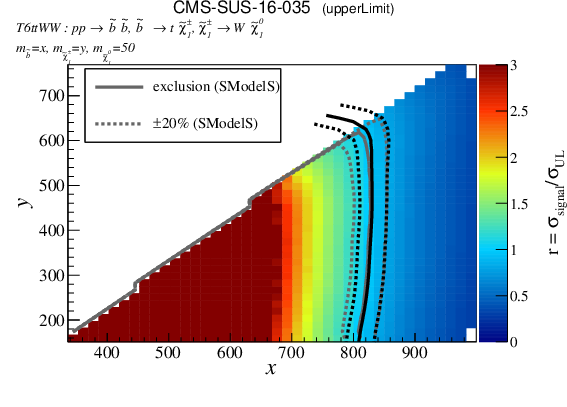 CMS-SUS-16-035 (upperLimit)
T6ttWW : pp → b̃ b̃, b̃ → t χ̃₁±, χ̃₁± → W χ̃₁⁰
m_b̃=x, m_χ̃₁±=y, m_χ̃₁⁰=50
exclusion (SModelS)
±20% (SModelS)
700
600
500
400
300
200
y
400 500 600 700 800 900
x
3
2.5
2
1.5
1
0.5
0
r = σ_signal/σ_UL